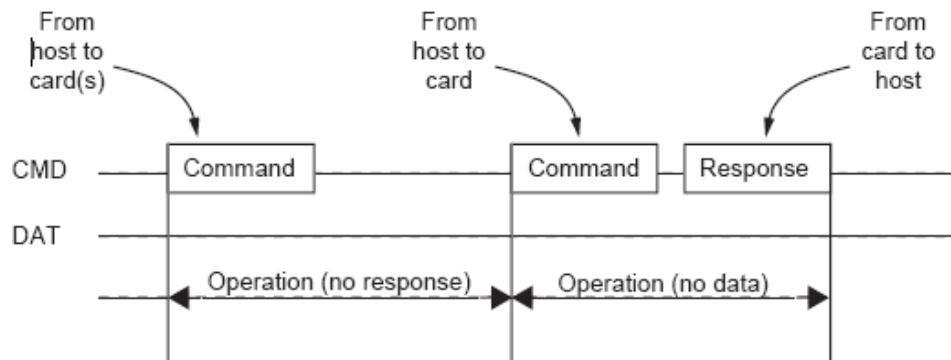 From
host to
card(s)
From
host to
card
From
card to
host
CMD
Command
Command
Response
DAT
Operation (no response)
Operation (no data)